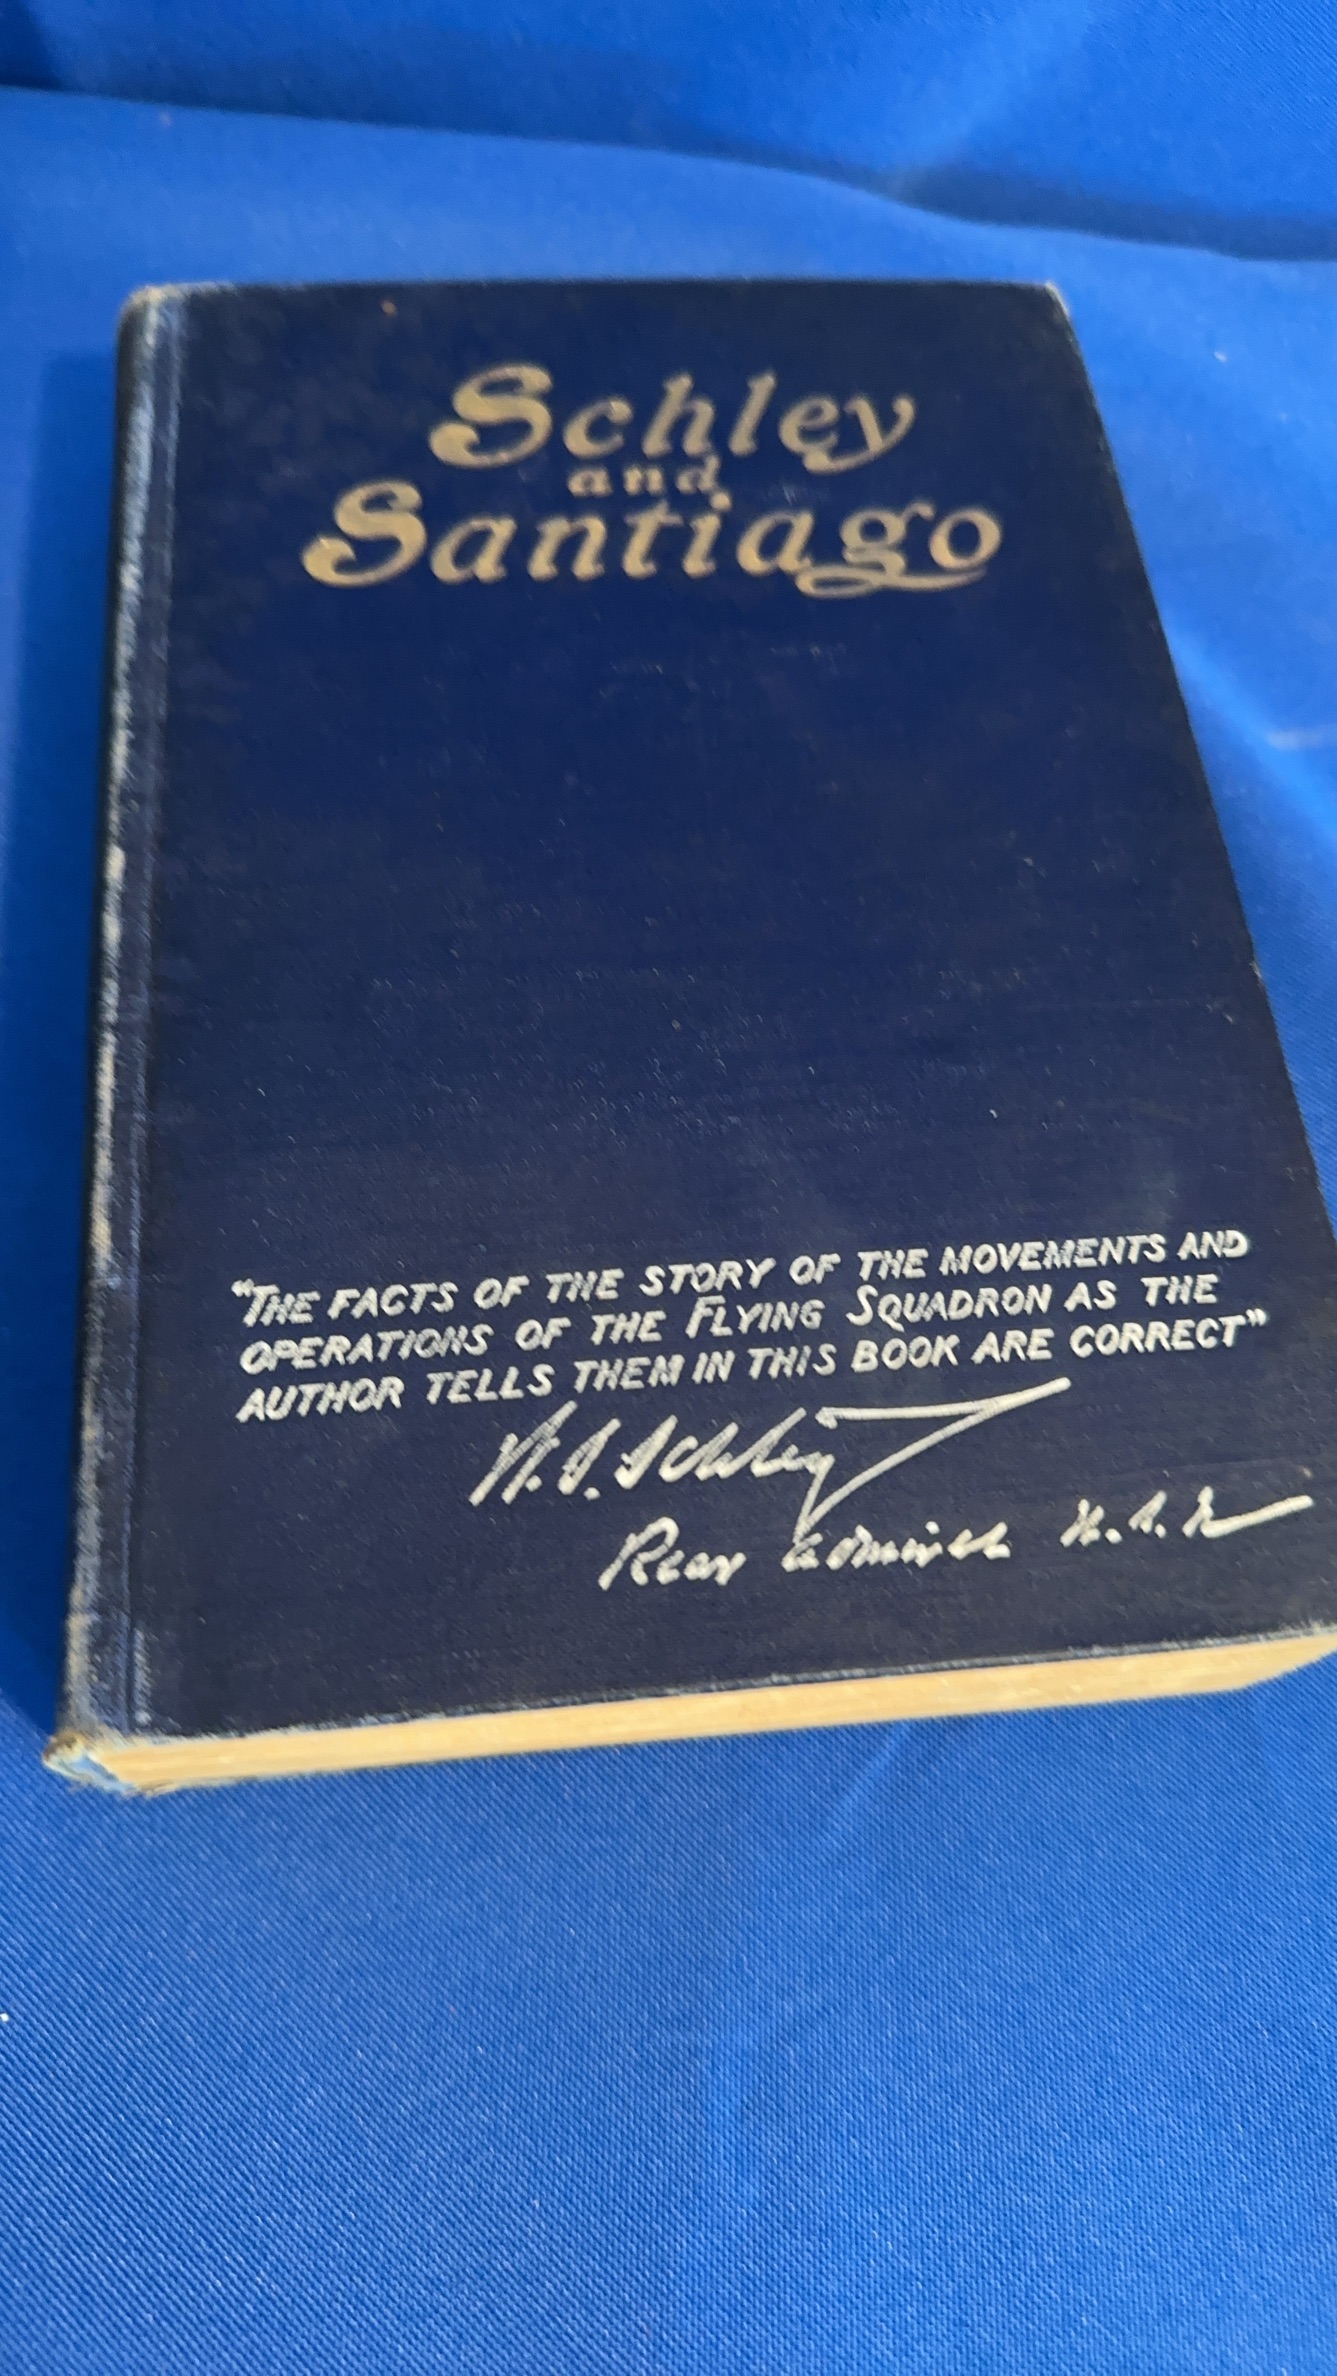 Schley
and
Santiago
"THE FACTS OF THE STORY OF THE MOVEMENTS AND
OPERATIONS OF THE FLYING SQUADRON AS THE
AUTHOR TELLS THEM IN THIS BOOK ARE CORRECT"
W. S. Schley
Rear Admiral U. S. N